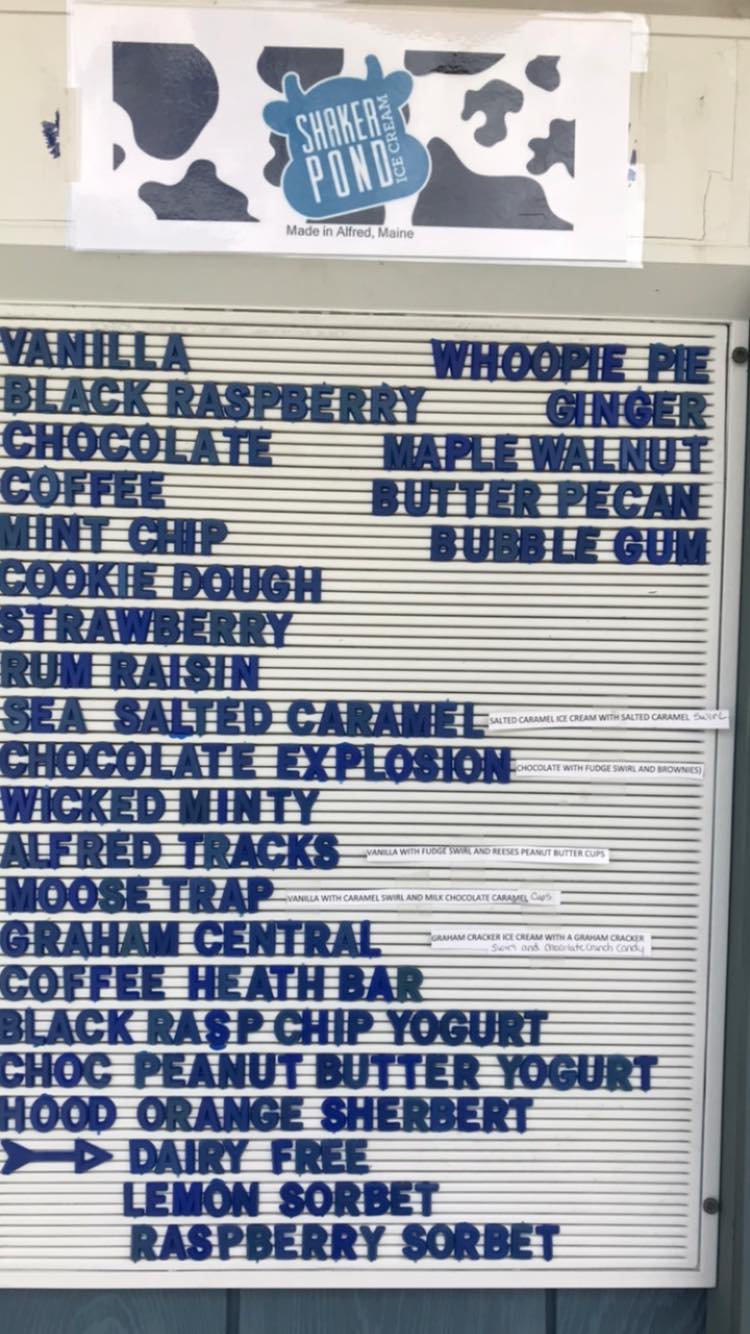 SHAKER
POND
ICE CREAM
Made in Alfred, Maine
VANILLA
BLACK RASPBERRY
CHOCOLATE
COFFEE
MINT CHIP
COOKIE DOUGH
STRAWBERRY
RUM RAISIN
SEA SALTED CARAMEL SALTED CARAMEL ICE CREAM WITH SALTED CARAMEL Swirl
CHOCOLATE EXPLOSION CHOCOLATE WITH FUDGE SWIRL AND BROWNIES)
WICKED MINTY
ALFRED TRACKS VANILLA WITH FUDGE SWIRL AND REESES PEANUT BUTTER CUPS
MOOSE TRAP VANILLA WITH CARAMEL SWIRL AND MILK CHOCOLATE CARAMEL Cups
GRAHAM CENTRAL GRAHAM CRACKER ICE CREAM WITH A GRAHAM CRACKER
Swirl and Chocolate Crunch Candy
COFFEE HEATH BAR
BLACK RASP CHIP YOGURT
CHOC PEANUT BUTTER YOGURT
HOOD ORANGE SHERBERT
DAIRY FREE
LEMON SORBET
RASPBERRY SORBET
WHOOPIE PIE
GINGER
MAPLE WALNUT
BUTTER PECAN
BUBBLE GUM